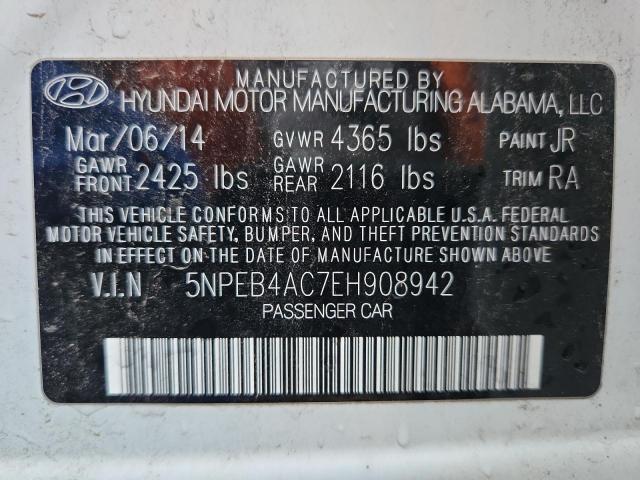 MANUFACTURED BY
HYUNDAI MOTOR MANUFACTURING ALABAMA, LLC
Mar/06/14 GVWR 4365 lbs PAINT JR
GAWR FRONT 2425 lbs GAWR REAR 2116 lbs TRIM RA
THIS VEHICLE CONFORMS TO ALL APPLICABLE U.S.A. FEDERAL
MOTOR VEHICLE SAFETY, BUMPER, AND THEFT PREVENTION STANDARDS
IN EFFECT ON THE DATE OF MANUFACTURE SHOWN ABOVE.
V.I.N 5NPEB4AC7EH908942
PASSENGER CAR